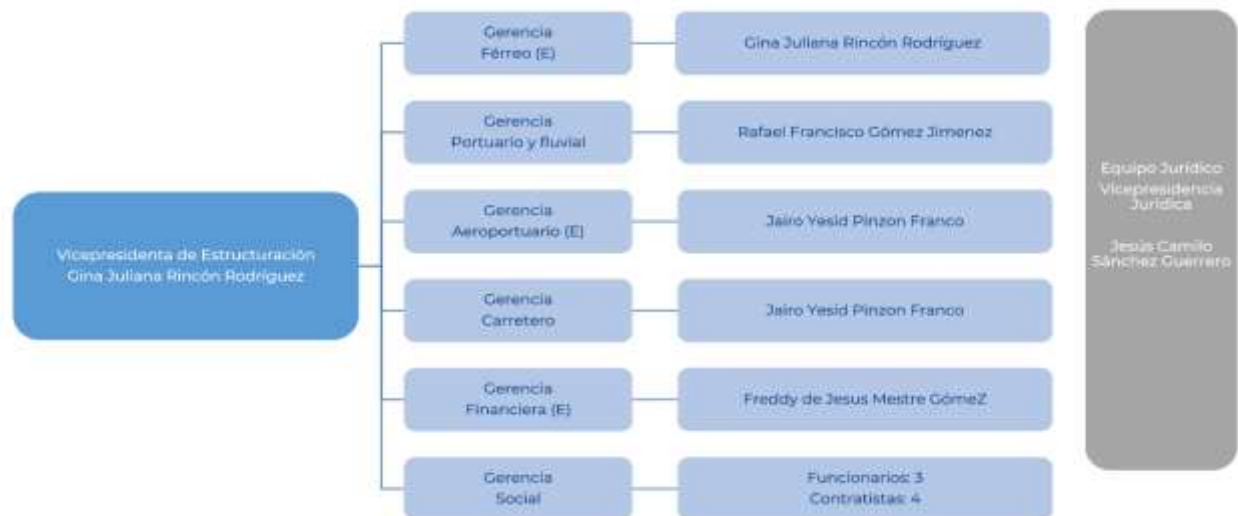 Vicepresidenta de Estructuración
Gina Juliana Rincón Rodríguez
Gerencia
Férreo (E)
Gina Juliana Rincón Rodríguez
Gerencia
Portuario y fluvial
Rafael Francisco Gómez Jimenez
Gerencia
Aeroportuario (E)
Jairo Yesid Pinzon Franco
Gerencia
Carretero
Jairo Yesid Pinzon Franco
Gerencia
Financiera (E)
Freddy de Jesus Mestre GómeZ
Gerencia
Social
Funcionarios: 3
Contratistas: 4
Equipo Jurídico
Vicepresidencia
Jurídica
Jesús Camilo
Sánchez Guerrero